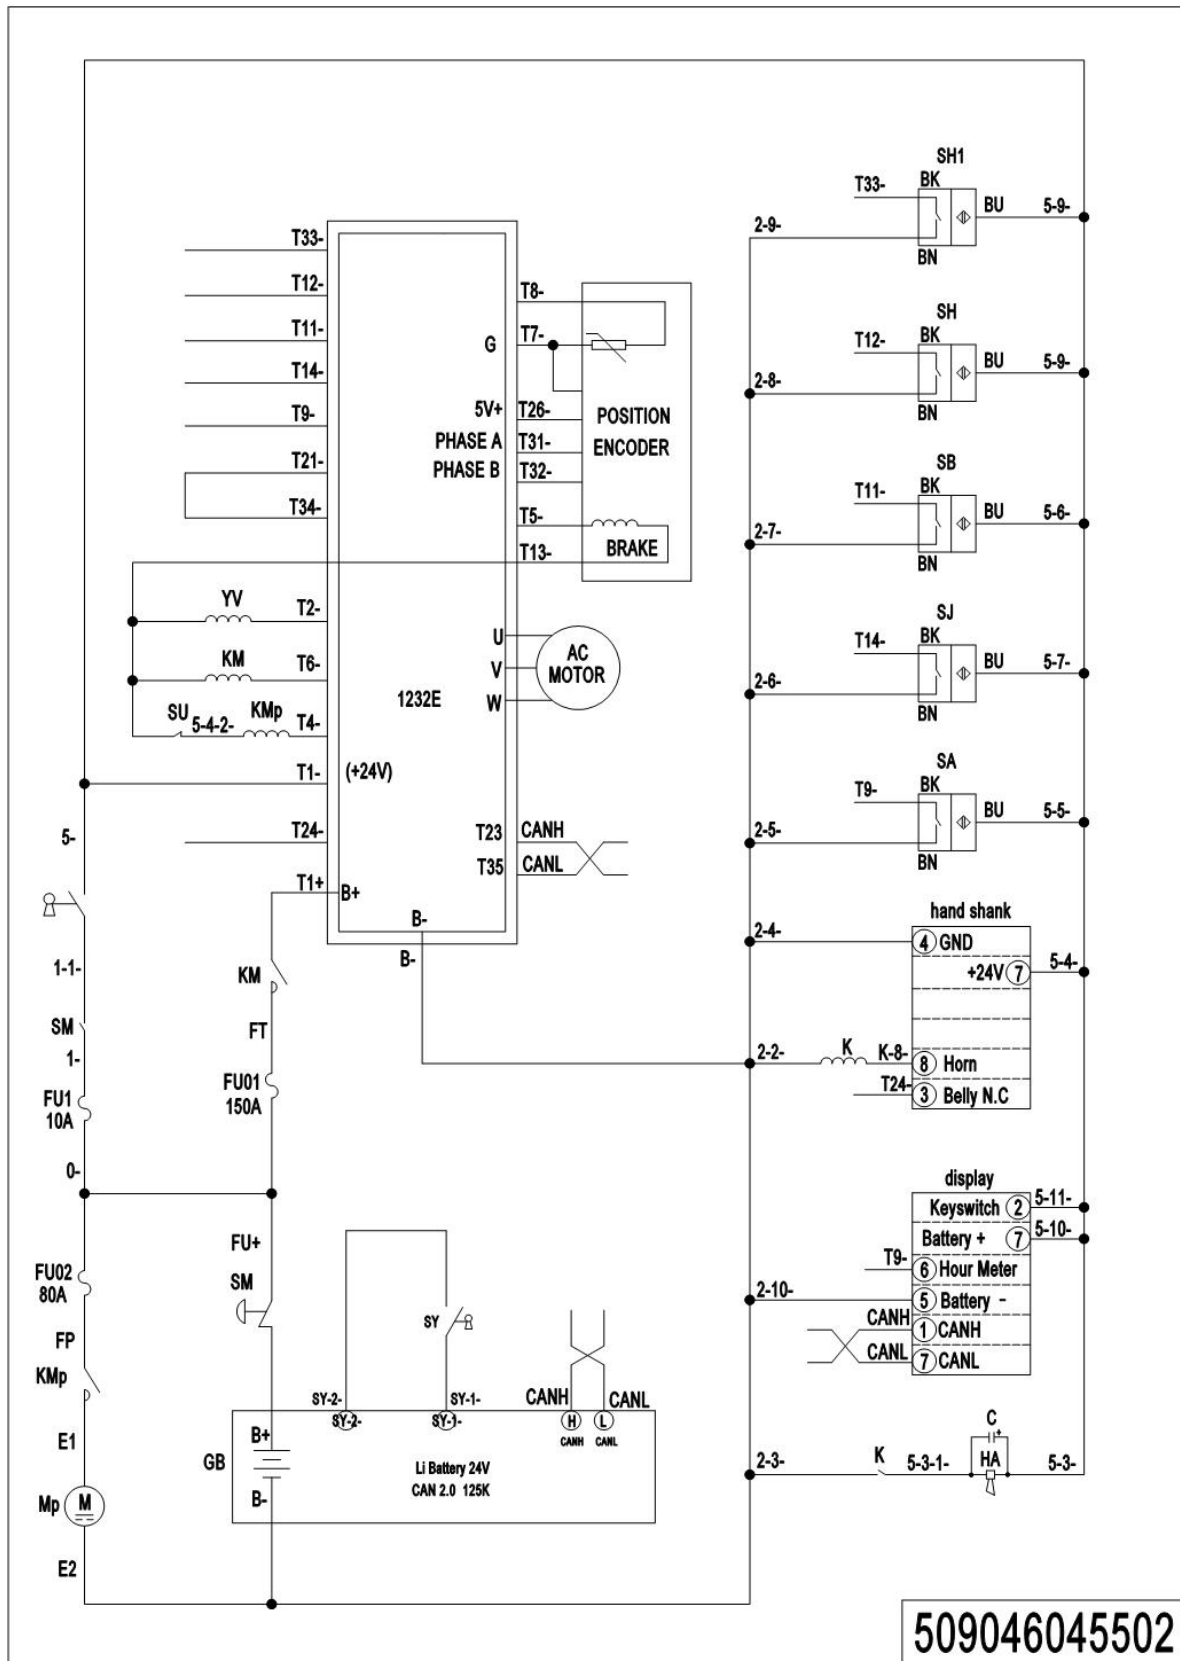 SH1
T33-
BK
BU
5-9-
2-9-
BN
T33-
T12-
T11-
T14-
T9-
T21-
T34-
T8-
T7-
G
5V+
T26-
PHASE A
T31-
PHASE B
T32-
T5-
T13-
POSITION
ENCODER
BRAKE
SH
T12-
BK
BU
5-9-
2-8-
BN
SB
T11-
BK
BU
5-6-
2-7-
BN
YV
T2-
KM
T6-
SU
5-4-2-
KMp
T4-
T1-
(+24V)
1232E
U
V
W
AC
MOTOR
SJ
T14-
BK
BU
5-7-
2-6-
BN
SA
T9-
BK
BU
5-5-
2-5-
BN
5-
T24-
T23
CANH
T35
CANL
T1+
B+
B-
B-
1-1-
SM
1-
FU1
10A
0-
KM
FT
FU01
150A
hand shank
2-4-
4 GND
+24V 7
5-4-
2-2-
K
K-8-
8 Horn
T24-
3 Belly N.C
display
Keyswitch 2
5-11-
Battery + 7
5-10-
T9-
6 Hour Meter
2-10-
5 Battery -
CANH
1 CANH
CANL
7 CANL
FU+
SM
FU02
80A
FP
KMp
E1
Mp
M
E2
SY
SY-2-
SY-1-
CANH
CANL
SY-2-
SY-1-
H
L
CANH
CANL
GB
B+
B-
Li Battery 24V
CAN 2.0 125K
C
+
2-3-
K
5-3-1-
HA
5-3-
509046045502